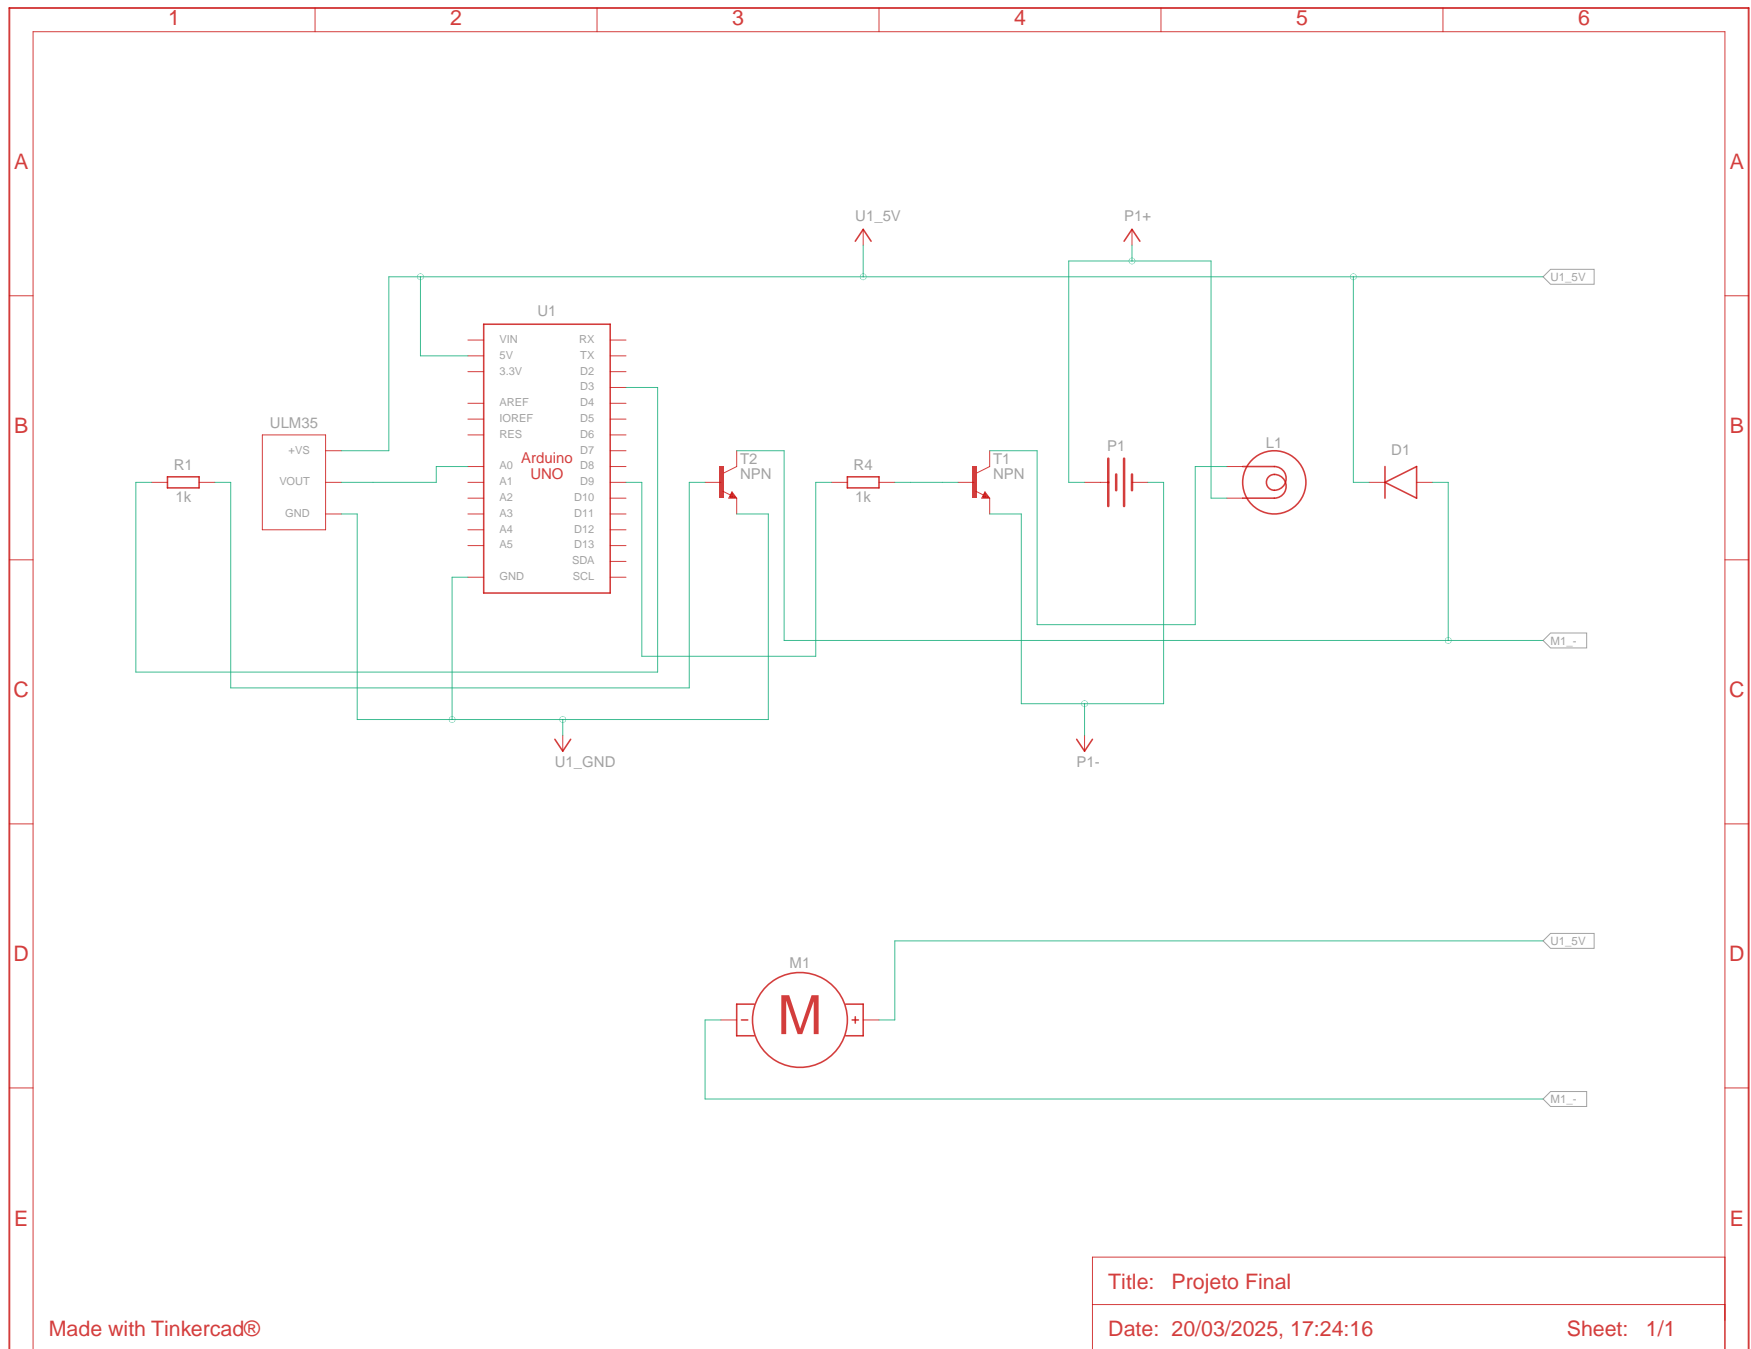 1 2 3 4 5 6
A A
U1_5V P1+
U1_5V
U1
VIN RX
5V TX
3.3V D2
D3
AREF D4
IOREF D5
RES D6
D7
A0 D8
A1 D9
A2 D10
A3 D11
A4 D12
A5 D13
SDA
GND SCL
Arduino
UNO
B B
ULM35
+VS
VOUT
GND
R1
1k
T2
NPN
R4
1k
T1
NPN
P1
L1
D1
M1_-
C C
U1_GND P1-
D D
U1_5V
M1
- M +
M1_-
E E
Title: Projeto Final
Made with Tinkercad®
Date: 20/03/2025, 17:24:16 Sheet: 1/1